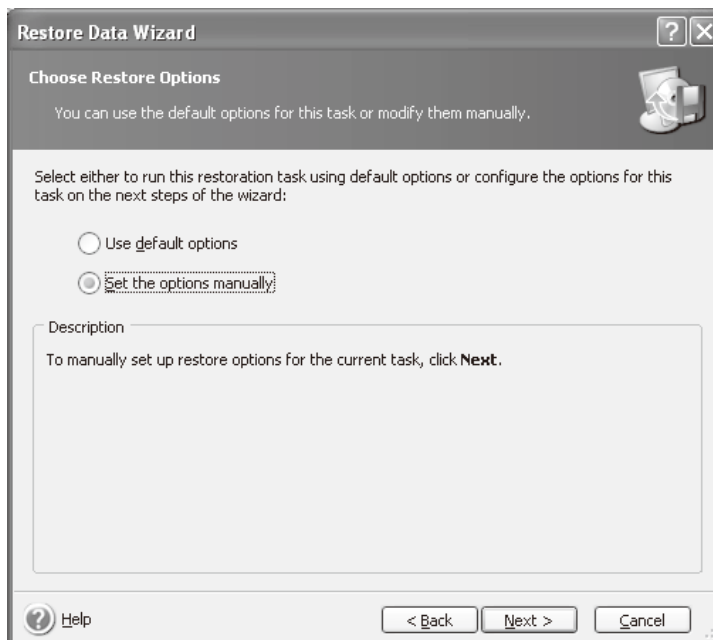 Restore Data Wizard
Choose Restore Options
You can use the default options for this task or modify them manually.
Select either to run this restoration task using default options or configure the options for this
task on the next steps of the wizard:
Use default options
Set the options manually
Description
To manually set up restore options for the current task, click Next.
Help
< Back
Next >
Cancel